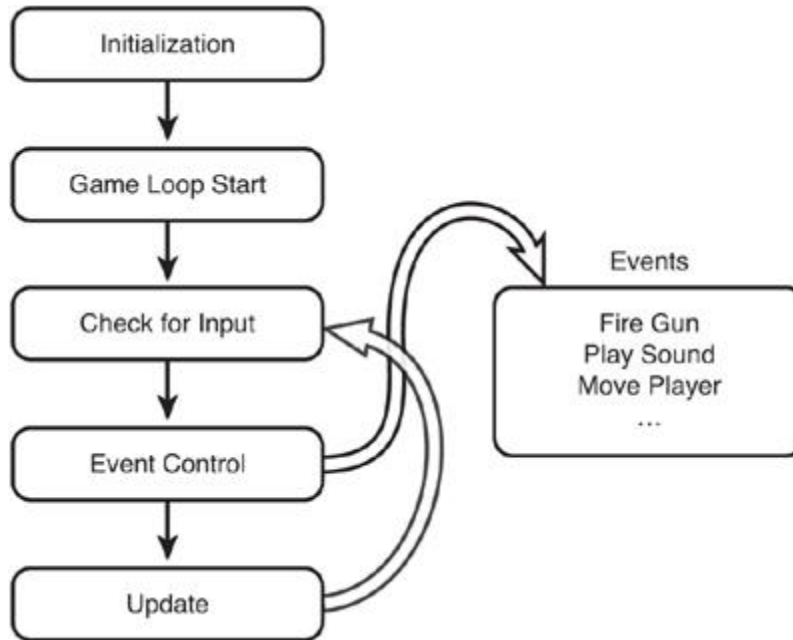 Initialization
Game Loop Start
Check for Input
Event Control
Update
Events
Fire Gun
Play Sound
Move Player
...